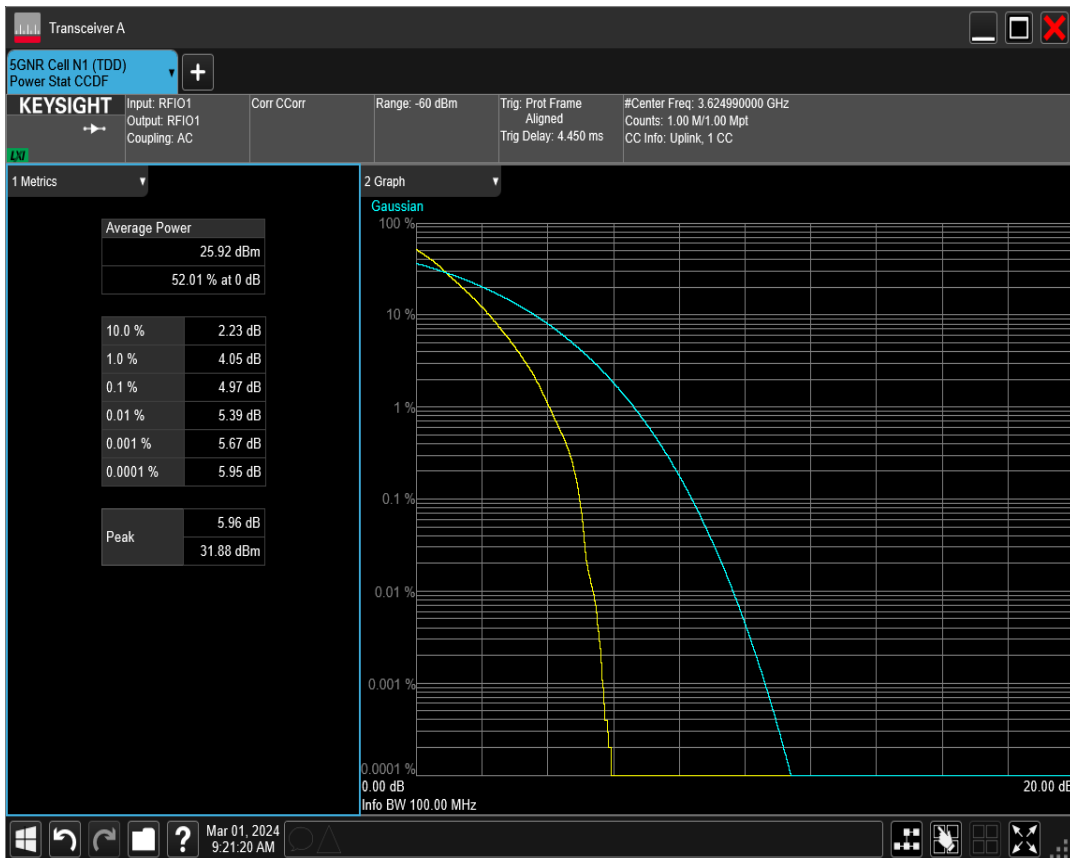 Transceiver A
5GNR Cell N1 (TDD)
Power Stat CCDF
KEYSIGHT
LXI
Input: RFIO1
Output: RFIO1
Coupling: AC
Corr CCorr
Range: -60 dBm
Trig: Prot Frame
Aligned
Trig Delay: 4.450 ms
#Center Freq: 3.624990000 GHz
Counts: 1.00 M/1.00 Mpt
CC Info: Uplink, 1 CC
1 Metrics
Average Power
25.92 dBm
52.01 % at 0 dB
10.0 % 2.23 dB
1.0 % 4.05 dB
0.1 % 4.97 dB
0.01 % 5.39 dB
0.001 % 5.67 dB
0.0001 % 5.95 dB
Peak
5.96 dB
31.88 dBm
2 Graph
Gaussian
100 %
10 %
1 %
0.1 %
0.01 %
0.001 %
0.0001 %
0.00 dB 20.00 dB
Info BW 100.00 MHz
?
Mar 01, 2024
9:21:20 AM